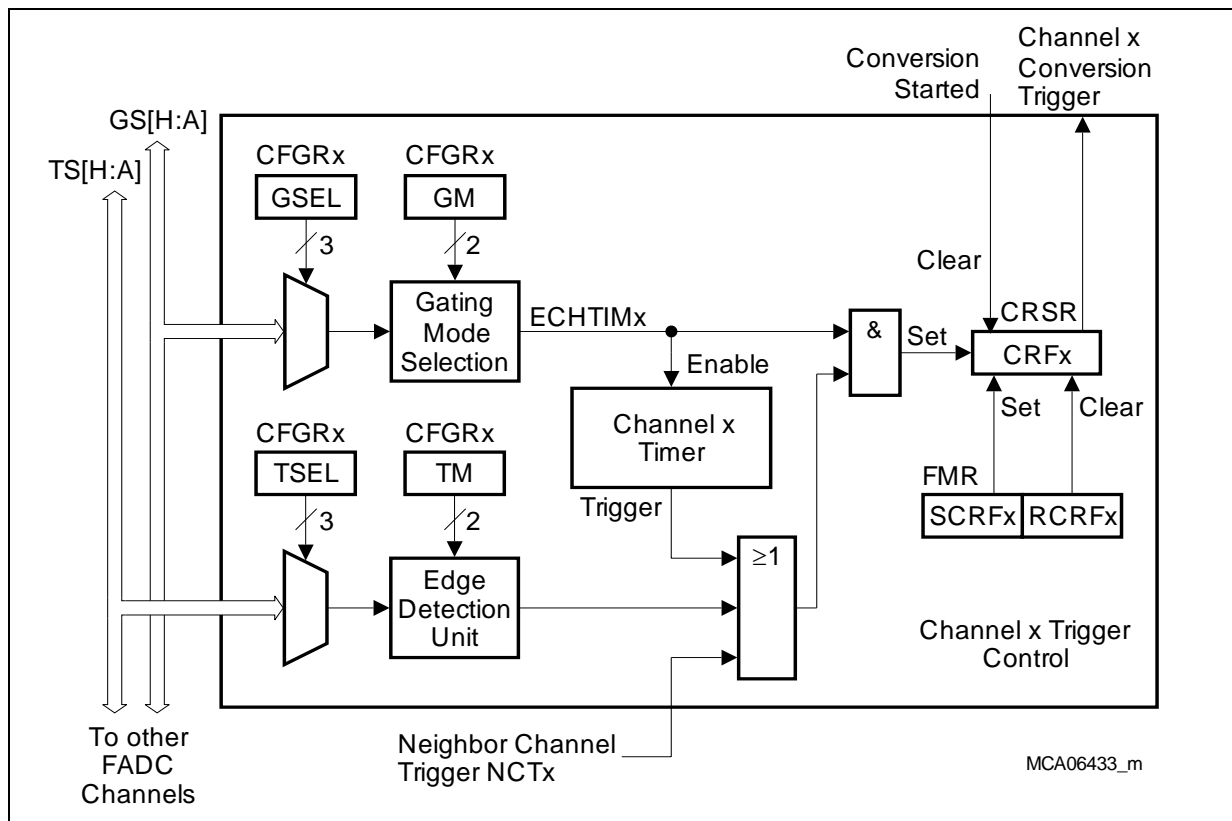 Channel x
Conversion
Trigger
Conversion
Started
GS[H:A]
TS[H:A]
CFGRx
CFGRx
GSEL
GM
3
2
Clear
Gating
Mode
Selection
ECHTIMx
&
Set
CRSR
CRFx
Enable
Set
Clear
Channel x
Timer
CFGRx
CFGRx
TSEL
TM
Trigger
FMR
SCRFx
RCRFx
3
2
≥1
Edge
Detection
Unit
Channel x Trigger
Control
To other
FADC
Channels
Neighbor Channel
Trigger NCTx
MCA06433_m